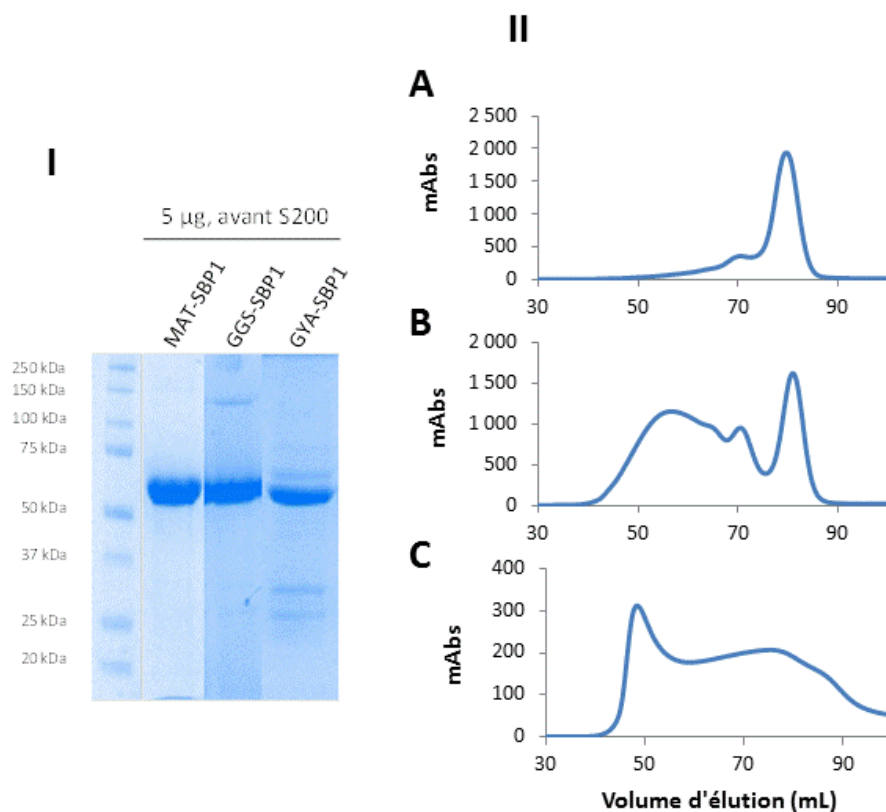 I
5 µg, avant S200
MAT-SBP1
GGS-SBP1
GYA-SBP1
250 kDa
150 kDa
100 kDa
75 kDa
50 kDa
37 kDa
25 kDa
20 kDa
II
A
mAbs
2 500
2 000
1 500
1 000
500
0
30
50
70
90
B
mAbs
2 000
1 500
1 000
500
0
30
50
70
90
C
mAbs
400
300
200
100
0
30
50
70
90
Volume d'élution (mL)